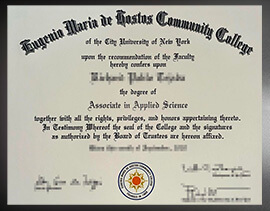 Eugenio Maria de Hostos Community College
of the City University of New York
upon the recommendation of the Faculty
hereby confers upon
the degree of
Associate in Applied Science
together with all the rights, privileges, and honors appertaining thereto.
In Testimony Whereof the seal of the College and the signatures
as authorized by the Board of Trustees are hereon affixed.